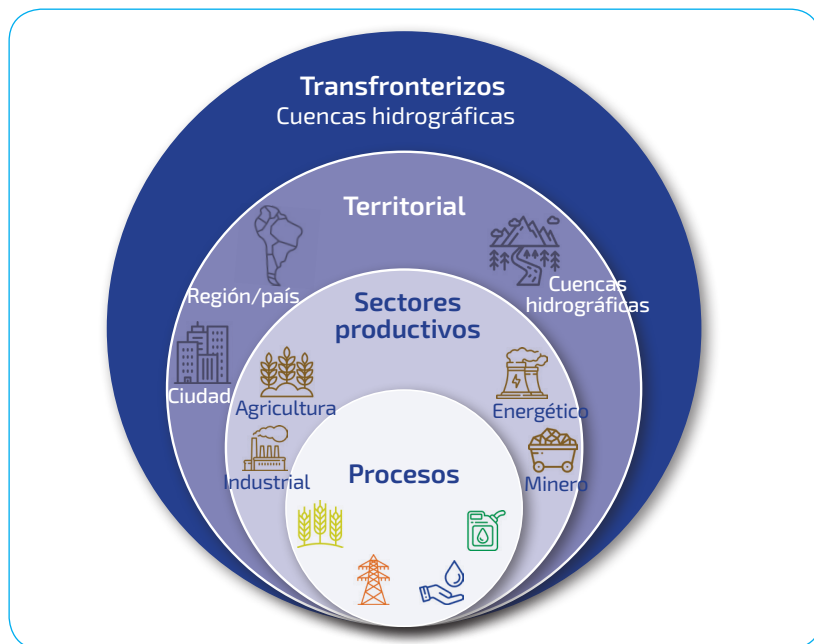 Transfronterizos
Cuencas hidrográficas
Territorial
Región/país
Cuencas
hidrográficas
Ciudad
Sectores
productivos
Agricultura
Energético
Industrial
Minero
Procesos